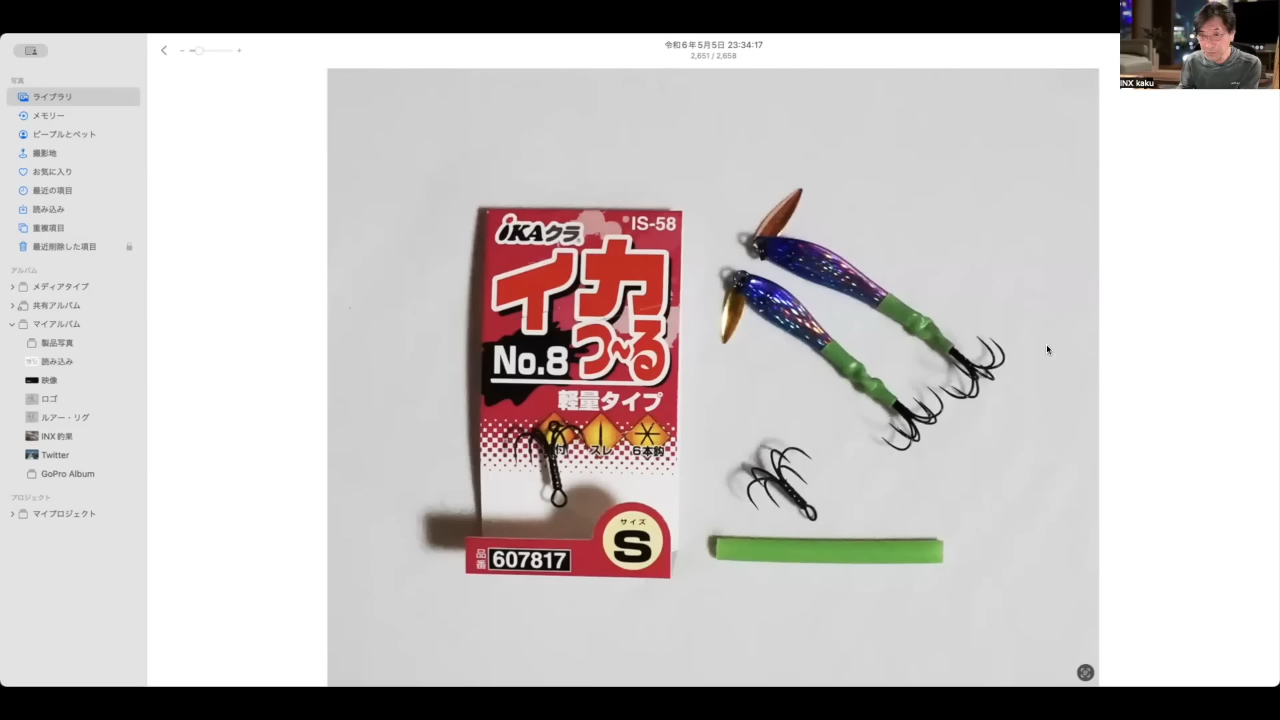 令和6年5月5日 23:34:17
2,651 / 2,658
写真
ライブラリ
メモリー
ピープルとペット
撮影地
お気に入り
最近の項目
読み込み
重複項目
最近削除した項目
アルバム
メディアタイプ
共有アルバム
マイアルバム
製品写真
読み込み
映像
ロゴ
ルアー・リグ
INX 釣果
Twitter
GoPro Album
プロジェクト
マイプロジェクト
iKAクラ
IS-58
イカ
つ〜る
No.8
軽量タイプ
付
スレ
6本鈎
サイズ
S
品番
607817
INX kaku